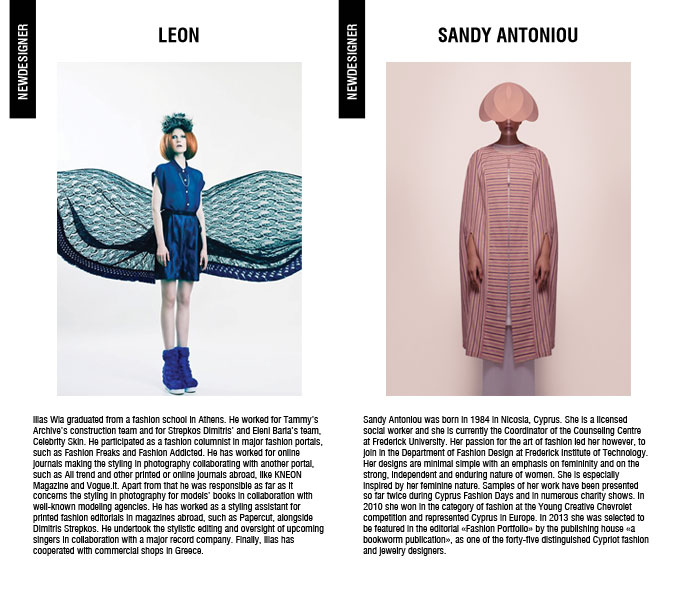 NEWDESIGNER
LEON
Ilias Wia graduated from a fashion school in Athens. He worked for Tammy's
Archive's construction team and for Strepkos Dimitris' and Eleni Barla's team,
Celebrity Skin. He participated as a fashion columnist in major fashion portals,
such as Fashion Freaks and Fashion Addicted. He has worked for online
journals making the styling in photography collaborating with another portal,
such as All trend and other printed or online journals abroad, like KNEON
Magazine and Vogue.it. Apart from that he was responsible as far as it
concerns the styling in photography for models' books in collaboration with
well-known modeling agencies. He has worked as a styling assistant for
printed fashion editorials in magazines abroad, such as Papercut, alongside
Dimitris Strepkos. He undertook the styling editing and oversight of upcoming
singers in collaboration with a major record company. Finally, Ilias has
cooperated with commercial shops in Greece.
NEWDESIGNER
SANDY ANTONIOU
Sandy Antoniou was born in 1984 in Nicosia, Cyprus. She is a licensed
social worker and she is currently the Coordinator of the Counseling Centre
at Frederick University. Her passion for the art of fashion led her however, to
join in the Department of Fashion Design at Frederick Institute of Technology.
Her designs are minimal simple with an emphasis on femininity and on the
strong, independent and enduring nature of women. She is especially
inspired by her feminine nature. Samples of her work have been presented
so far twice during Cyprus Fashion Days and in numerous charity shows. In
2010 she won in the category of fashion at the Young Creative Chevrolet
competition and represented Cyprus in Europe. In 2013 she was selected to
be featured in the editorial «Fashion Portfolio» by the publishing house «a
bookworm publication», as one of the forty-five distinguished Cypriot fashion
and jewelry designers.